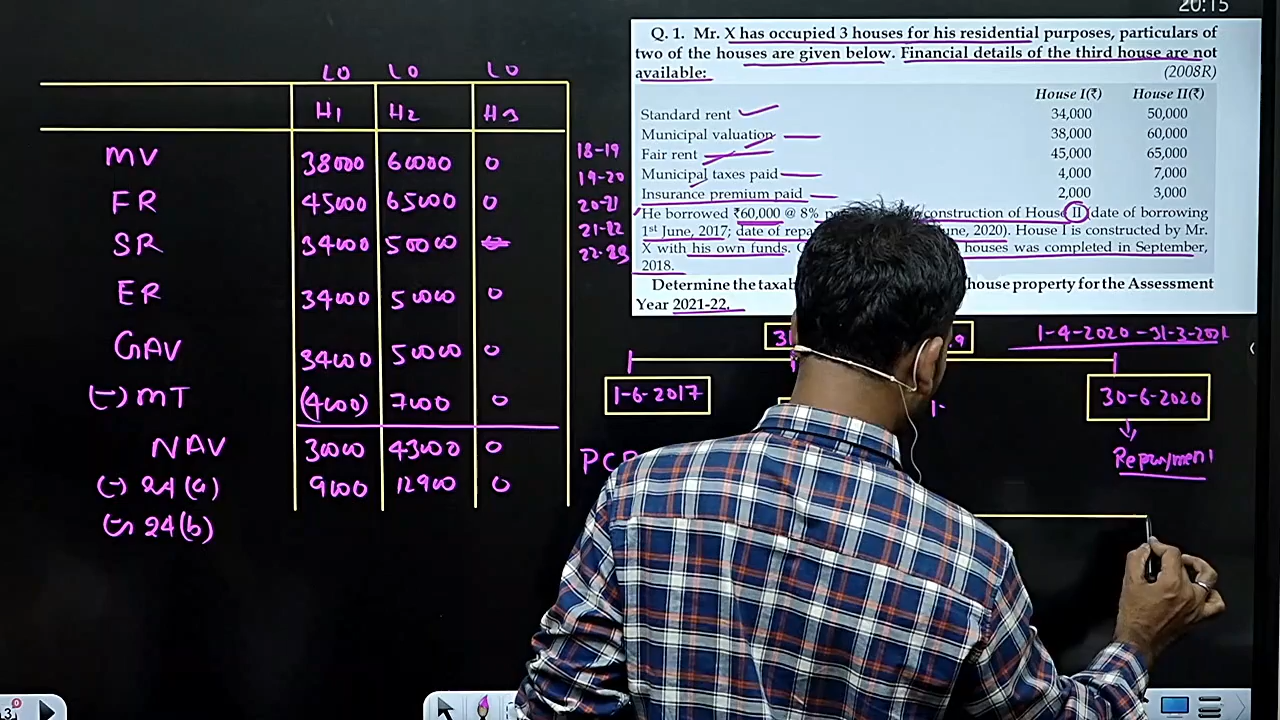 20:15
Q. 1. Mr. X has occupied 3 houses for his residential purposes, particulars of
two of the houses are given below. Financial details of the third house are not
available: (2008R)
House I(₹) House II(₹)
Standard rent 34,000 50,000
Municipal valuation 38,000 60,000
Fair rent 45,000 65,000
Municipal taxes paid 4,000 7,000
Insurance premium paid 2,000 3,000
He borrowed ₹60,000 @ 8% construction of House II (date of borrowing
1st June, 2017; date of June, 2020). House I is constructed by Mr.
X with his own funds. houses was completed in September,
2018.
Determine the house property for the Assessment
Year 2021-22.
LO LO LO
H1 H2 H3
MV 38000 60000 0
FR 45000 65000 0
SR 34000 50000
ER 34000 50000 0
GAV 34000 50000 0
(-) MT (4000) 7000 0
NAV 30000 43000 0
(-) 24(a) 9000 12900 0
(-) 24(b)
18-19
19-20
20-21
21-22
22-23
1-4-2020 - 31-3-2021
1-6-2017
30-6-2020
Repayment